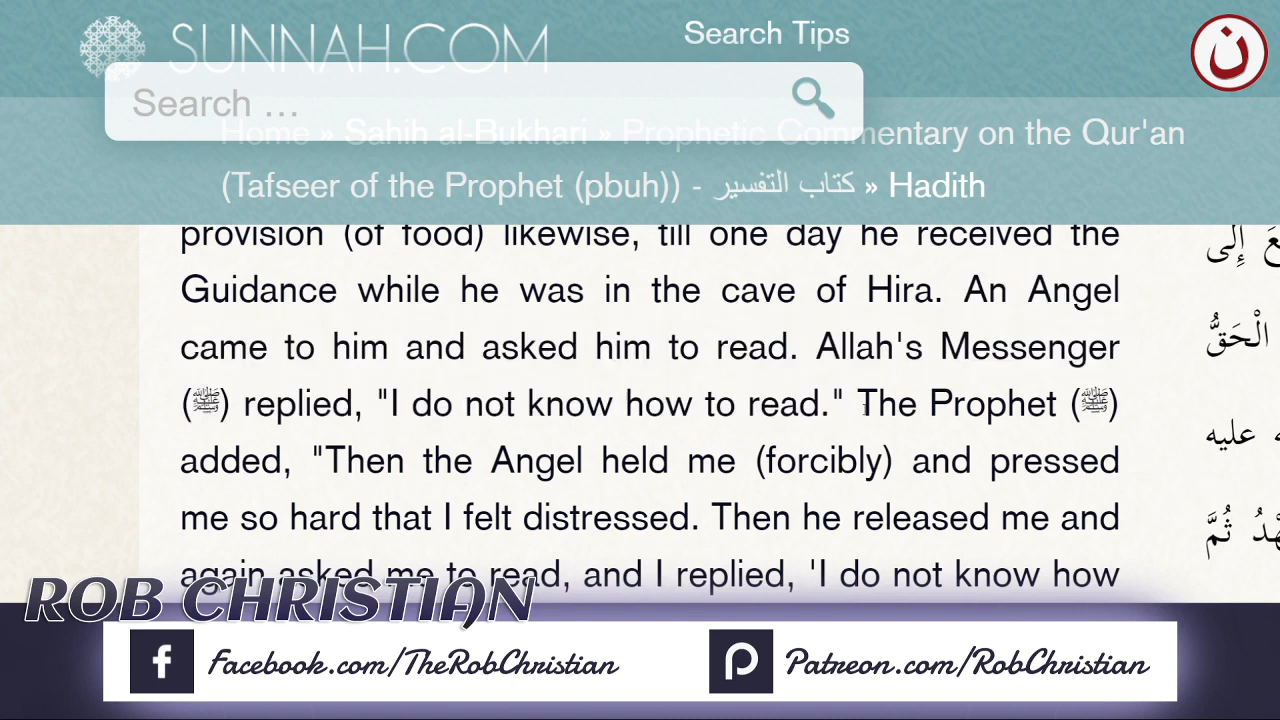 SUNNAH.COM
Search Tips
ن
Search ...
Home » Sahih al-Bukhari » Prophetic Commentary on the Qur'an
(Tafseer of the Prophet (pbuh)) - كتاب التفسير » Hadith
provision (of food) likewise, till one day he received the
Guidance while he was in the cave of Hira. An Angel
came to him and asked him to read. Allah's Messenger
(ﷺ) replied, "I do not know how to read." The Prophet (ﷺ)
added, "Then the Angel held me (forcibly) and pressed
me so hard that I felt distressed. Then he released me and
again asked me to read, and I replied, 'I do not know how
إِلَى
الْحَقُّ
عليه
ثُمَّ
ROB CHRISTIAN
Facebook.com/TheRobChristian
Patreon.com/RobChristian